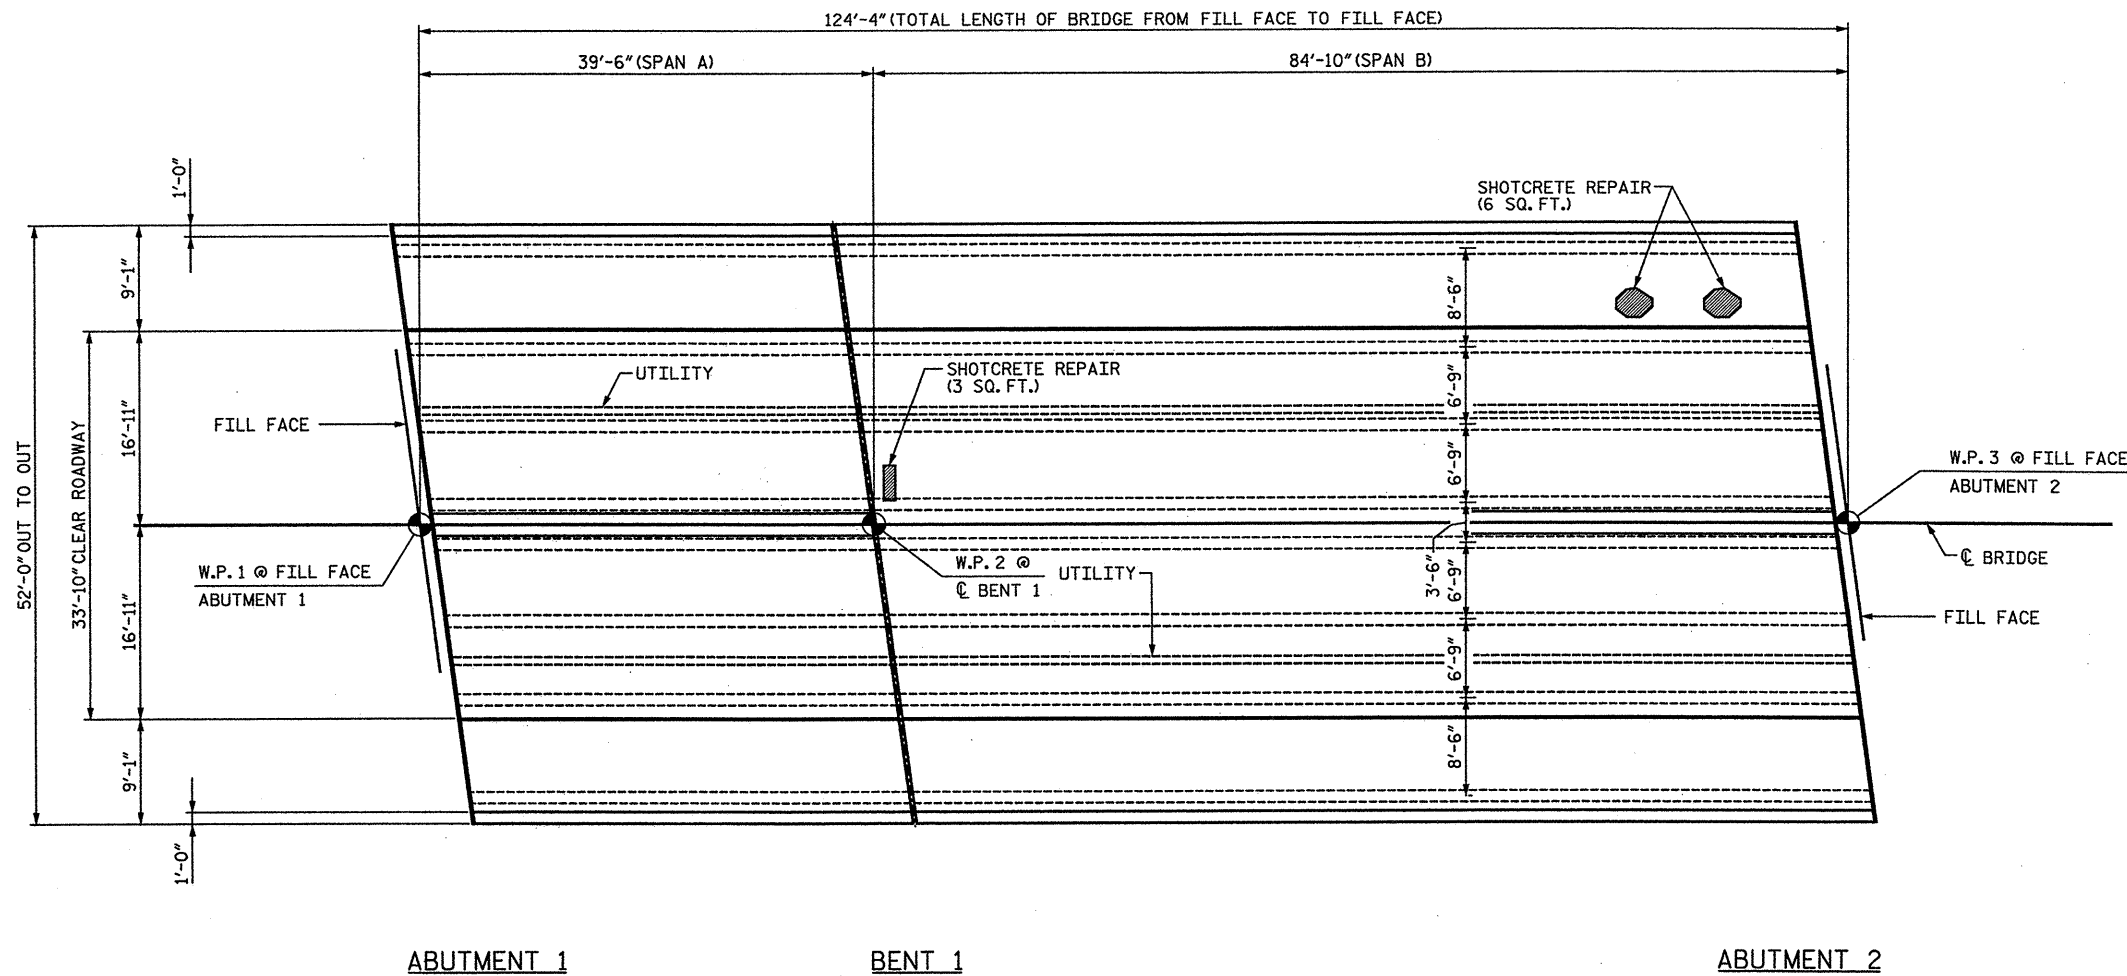 124'-4" (TOTAL LENGTH OF BRIDGE FROM FILL FACE TO FILL FACE)
39'-6" (SPAN A)
84'-10" (SPAN B)
1'-0"
SHOTCRETE REPAIR
(6 SQ. FT.)
9'-1"
8'-6"
UTILITY
SHOTCRETE REPAIR
(3 SQ. FT.)
6'-9"
FILL FACE
16'-11"
52'-0" OUT TO OUT
33'-10" CLEAR ROADWAY
6'-9"
W.P. 3 @ FILL FACE
ABUTMENT 2
W.P. 1 @ FILL FACE
ABUTMENT 1
W.P. 2 @
℄ BENT 1
UTILITY
3'-6"
6'-9"
℄ BRIDGE
16'-11"
FILL FACE
6'-9"
9'-1"
8'-6"
1'-0"
ABUTMENT 1
BENT 1
ABUTMENT 2